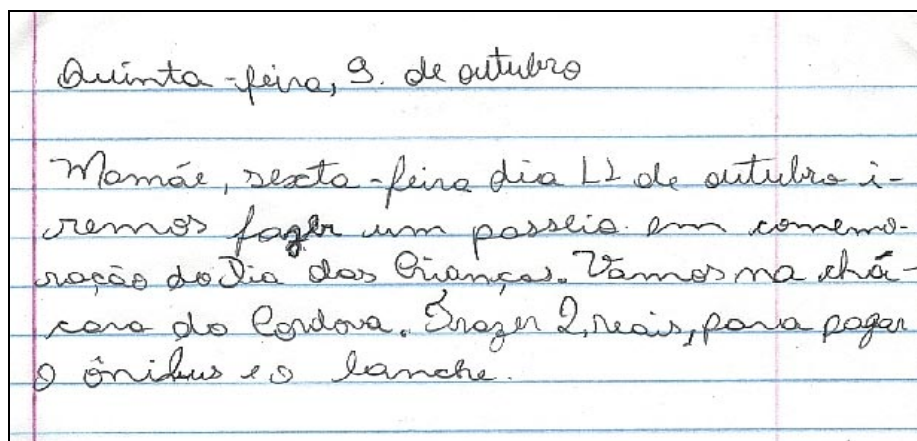 Quinta-feira, 9. de outubro
Mamãe, sexta-feira dia 11 de outubro i-
remos fazer um passeio em comemo-
ração do Dia das Crianças. Vamos na chá-
cara do Cordova. Trazer 2, reais, para pagar
o ônibus e o lanche.